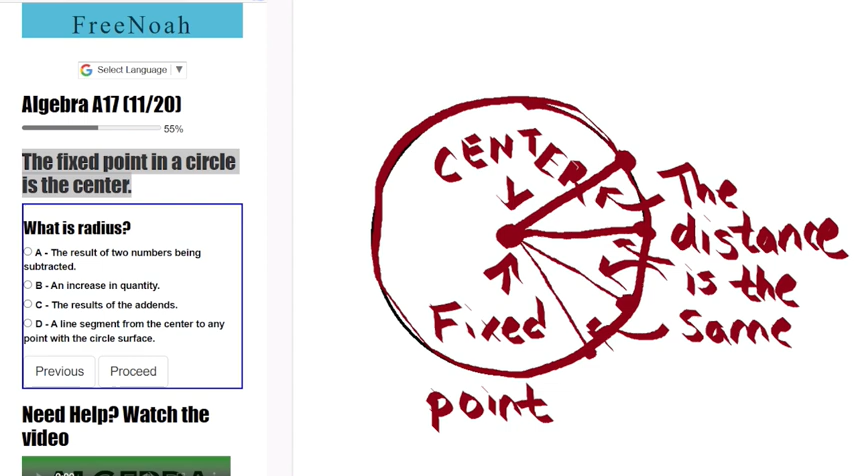 FreeNoah
Select Language
Algebra A17 (11/20)
55%
The fixed point in a circle
is the center.
What is radius?
A - The result of two numbers being
subtracted.
B - An increase in quantity.
C - The results of the addends.
D - A line segment from the center to any
point with the circle surface.
Previous Proceed
Need Help? Watch the
video
CENTER
Fixed
point
The
distance
is the
same